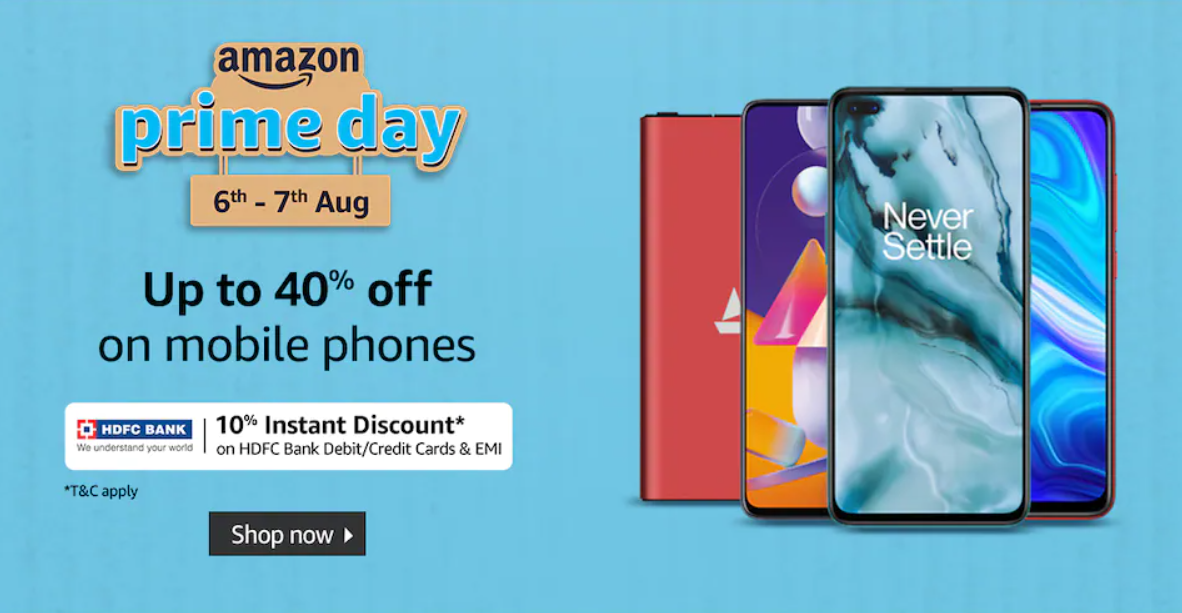 amazon
prime day
6th - 7th Aug
Up to 40% off
on mobile phones
HDFC BANK
We understand your world
10% Instant Discount*
on HDFC Bank Debit/Credit Cards & EMI
*T&C apply
Shop now
Never
Settle